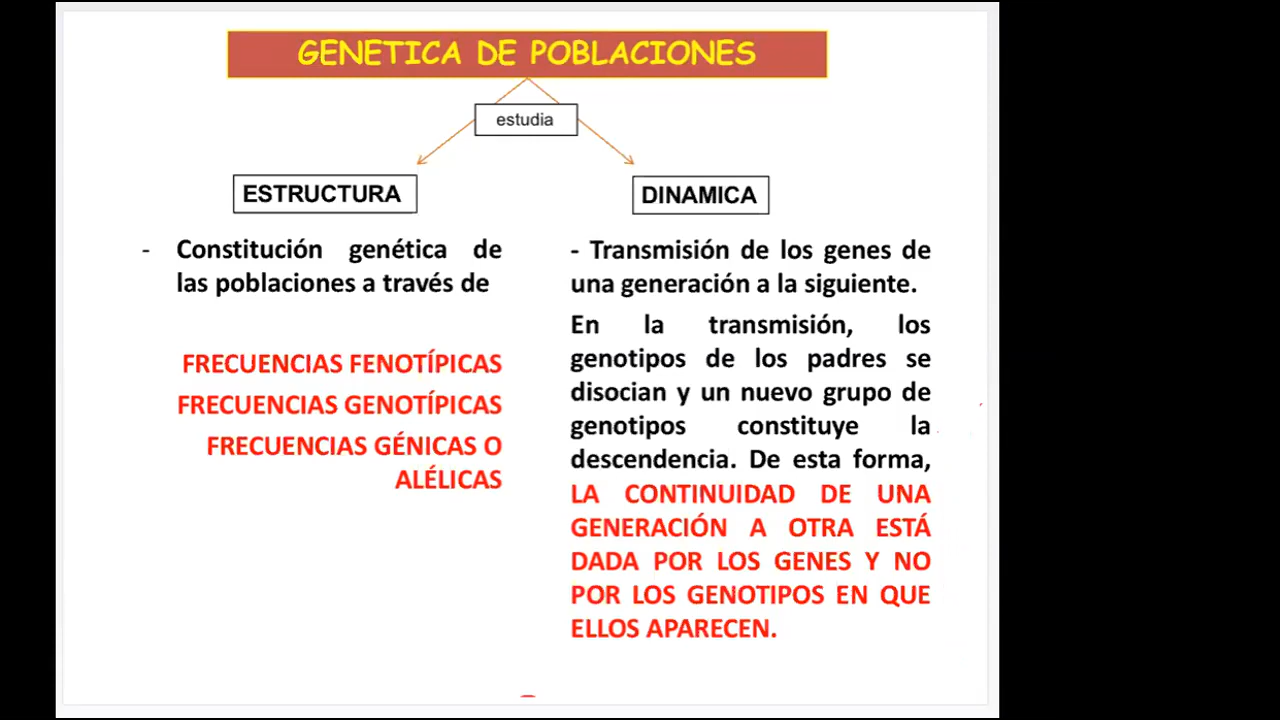 GENETICA DE POBLACIONES
estudia
ESTRUCTURA
- Constitución genética de
las poblaciones a través de
FRECUENCIAS FENOTÍPICAS
FRECUENCIAS GENOTÍPICAS
FRECUENCIAS GÉNICAS O
ALÉLICAS
DINAMICA
- Transmisión de los genes de
una generación a la siguiente.
En la transmisión, los
genotipos de los padres se
disocian y un nuevo grupo de
genotipos constituye la
descendencia. De esta forma,
LA CONTINUIDAD DE UNA
GENERACIÓN A OTRA ESTÁ
DADA POR LOS GENES Y NO
POR LOS GENOTIPOS EN QUE
ELLOS APARECEN.